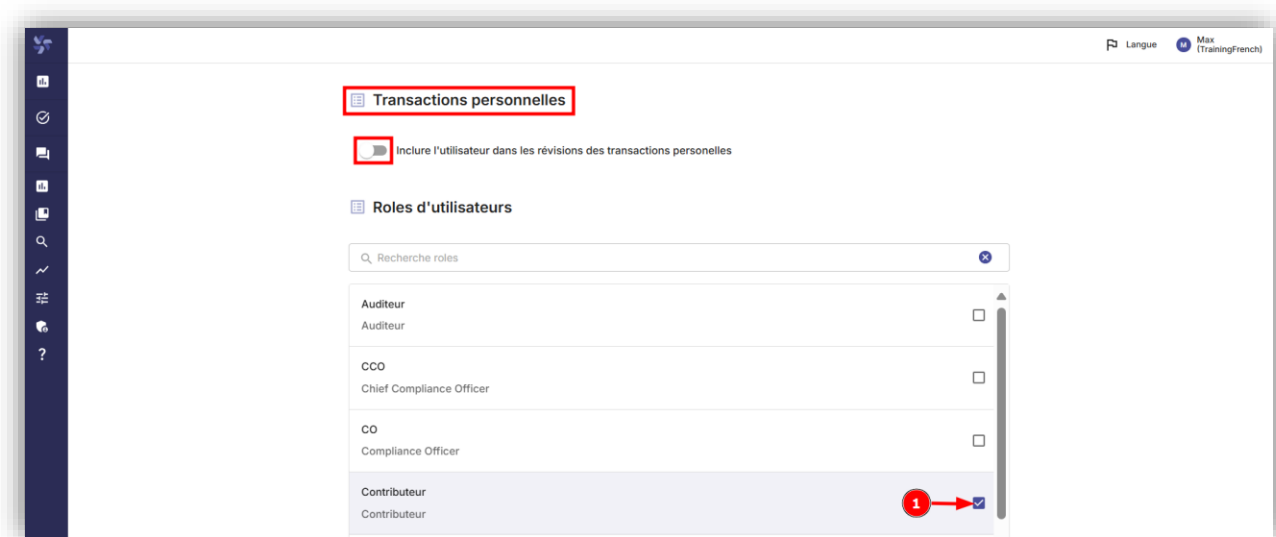 Langue
M
Max
(TrainingFrench)
Transactions personnelles
Inclure l'utilisateur dans les révisions des transactions personelles
Roles d'utilisateurs
Recherche roles
Auditeur
Auditeur
CCO
Chief Compliance Officer
CO
Compliance Officer
Contributeur
Contributeur
1
?